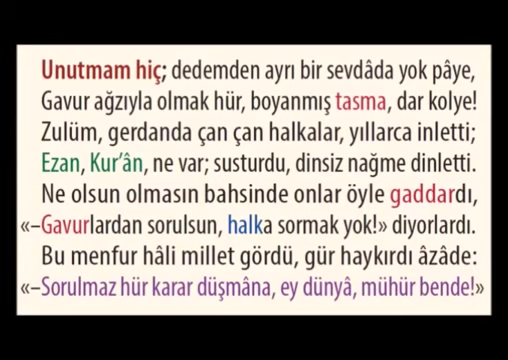 Unutmam hiç; dedemden ayrı bir sevdâda yok pâye,
Gavur ağzıyla olmak hür, boyanmış tasma, dar kolye!
Zulüm, gerdanda çan çan halkalar, yıllarca inletti;
Ezan, Kur’ân, ne var; susturdu, dinsiz nağme dinletti.
Ne olsun olmasın bahsinde onlar öyle gaddardı,
«–Gavurlardan sorulsun, halka sormak yok!» diyorlardı.
Bu menfur hâli millet gördü, gür haykırdı âzâde:
«–Sorulmaz hür karar düşmâna, ey dünyâ, mühür bende!»